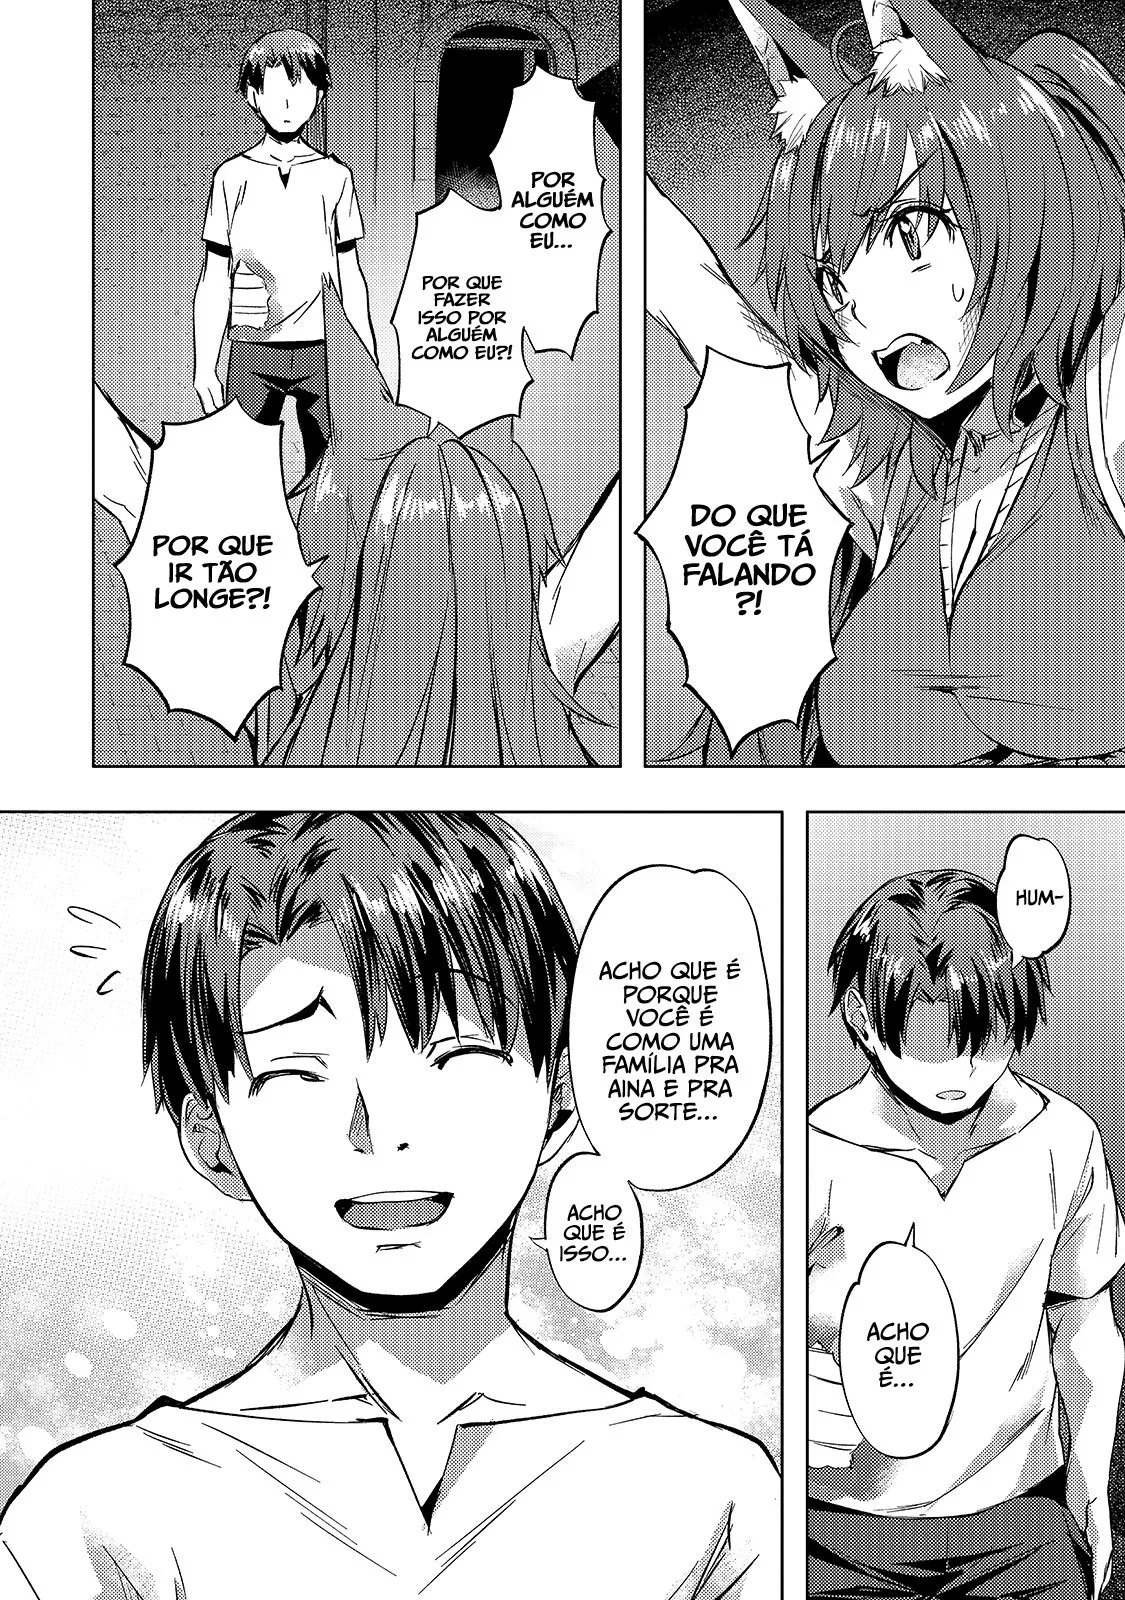 DO QUE
VOCÊ TÁ
FALANDO
?!
POR
ALGUÉM
COMO
EU...
POR QUE
FAZER
ISSO POR
ALGUÉM
COMO EU?!
POR QUE
IR TÃO
LONGE?!
HUM-
ACHO
QUE
É...
ACHO QUE É
PORQUE
VOCÊ É
COMO UMA
FAMÍLIA PRA
AINA E PRA
SORTE...
ACHO
QUE É
ISSO...